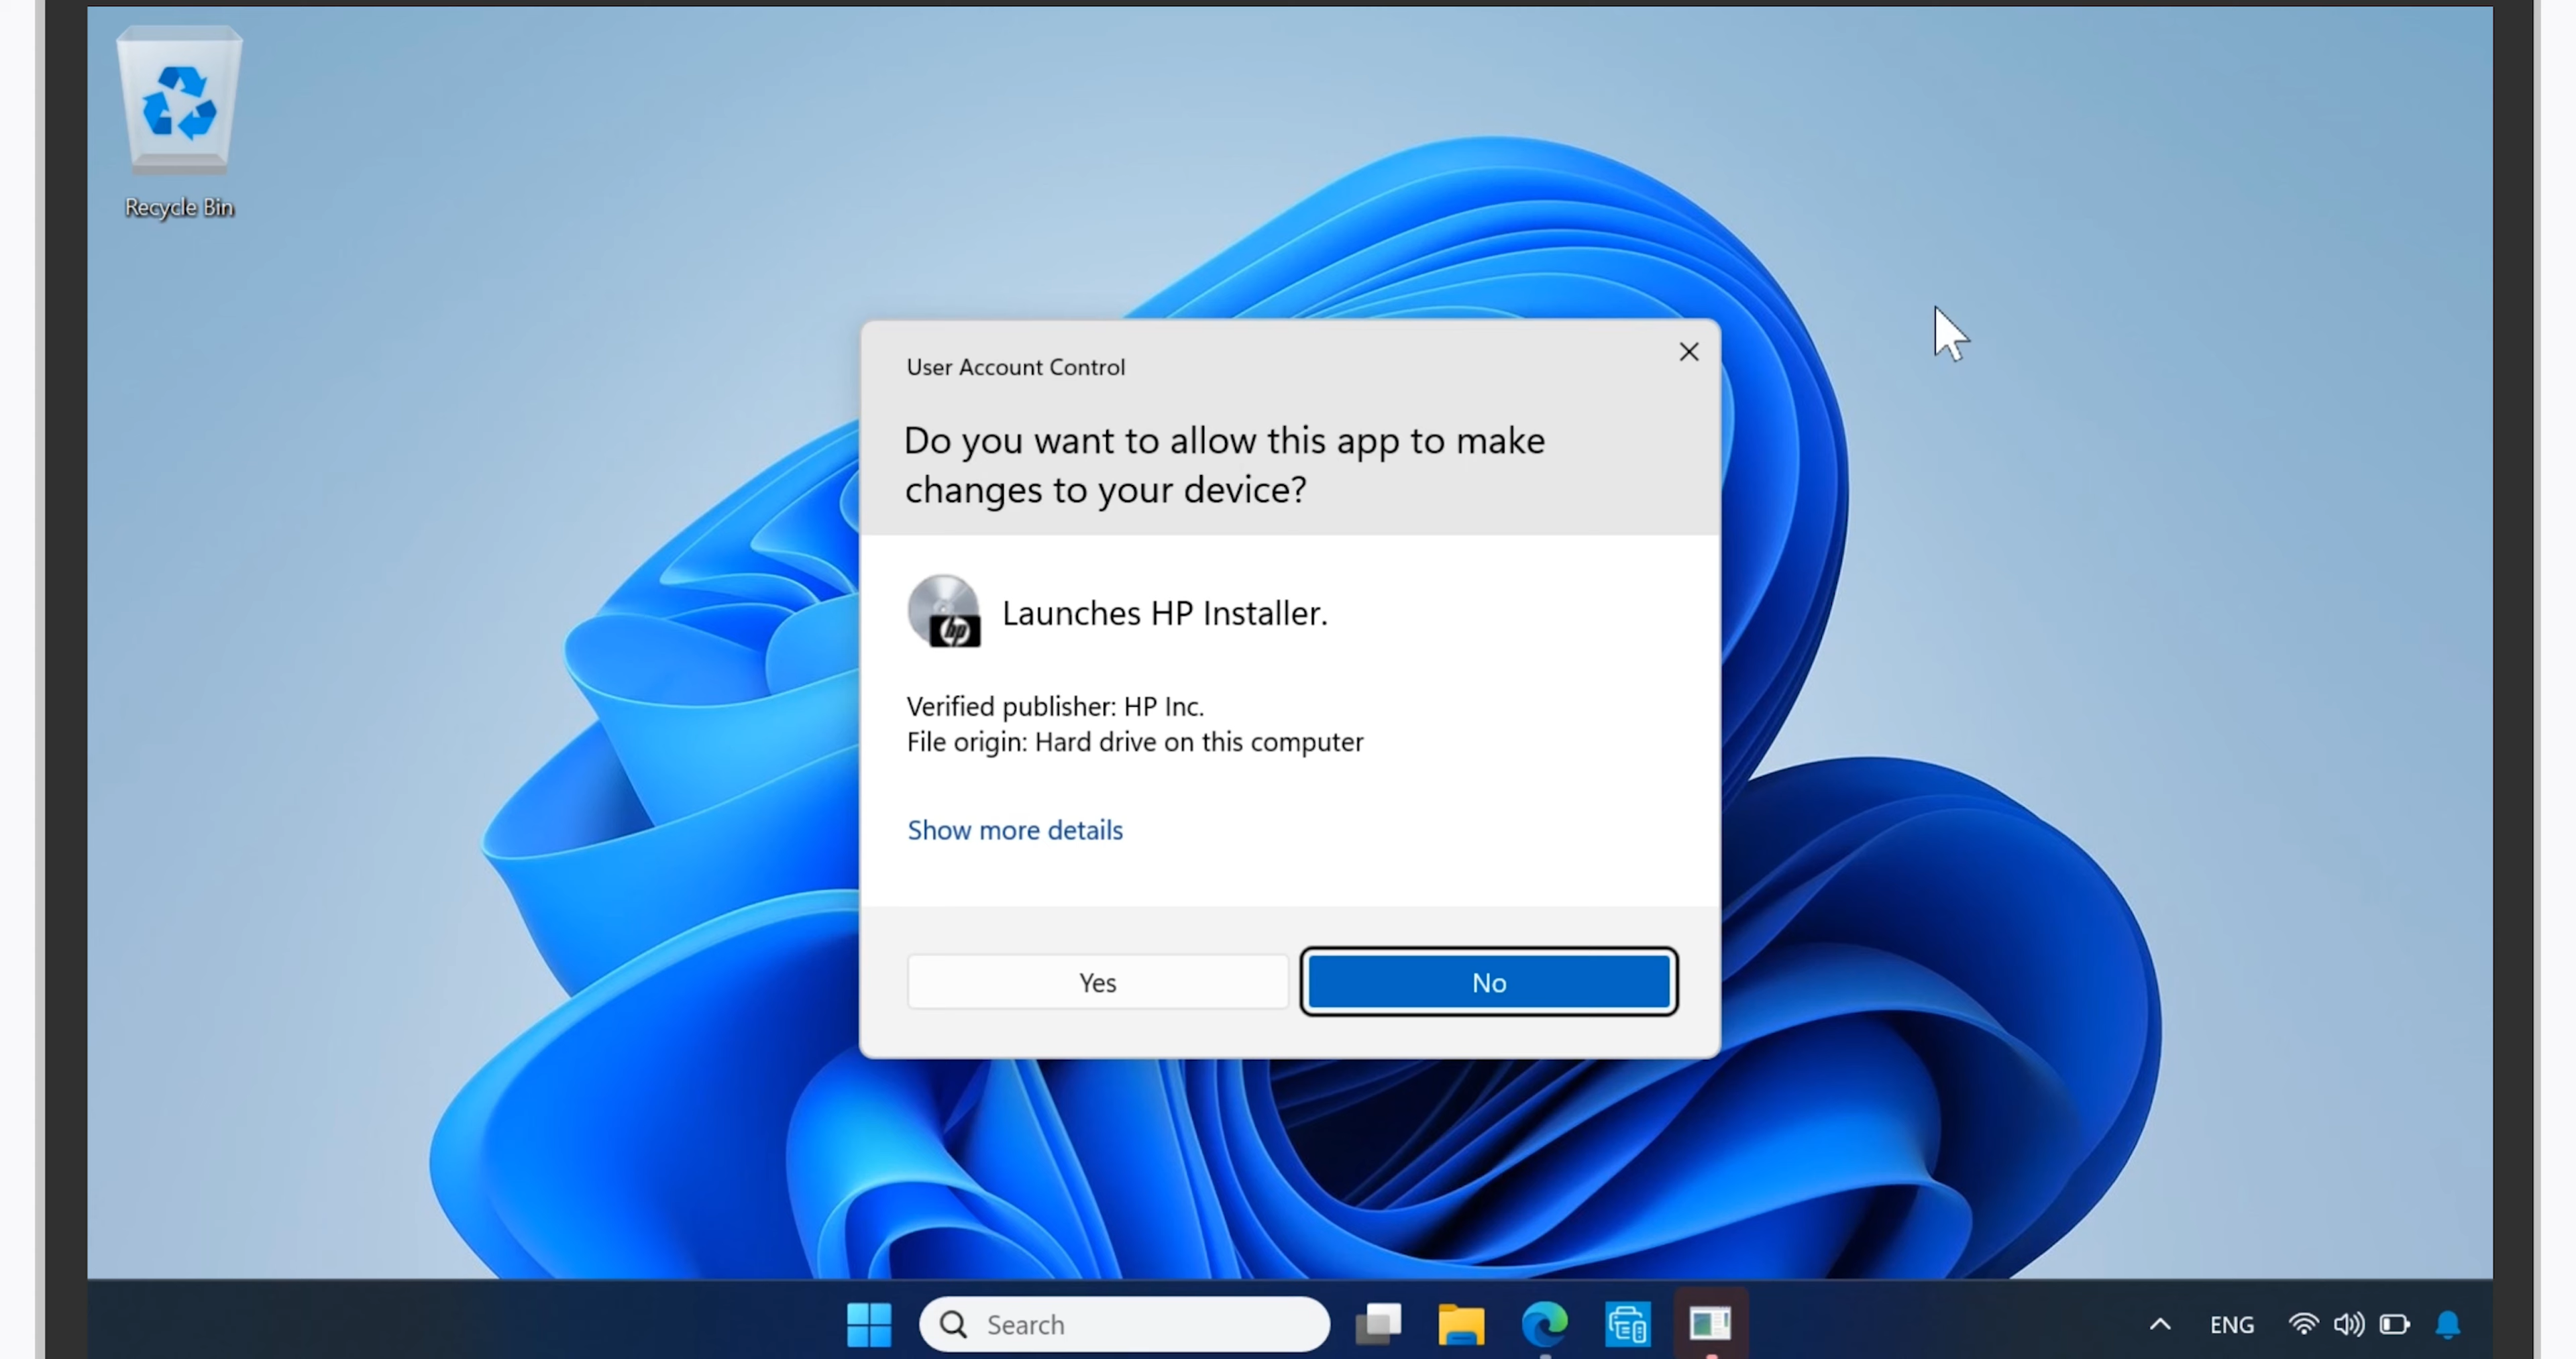 Recycle Bin
User Account Control
Do you want to allow this app to make
changes to your device?
hp
Launches HP Installer.
Verified publisher: HP Inc.
File origin: Hard drive on this computer
Show more details
Yes
No
Search
ENG